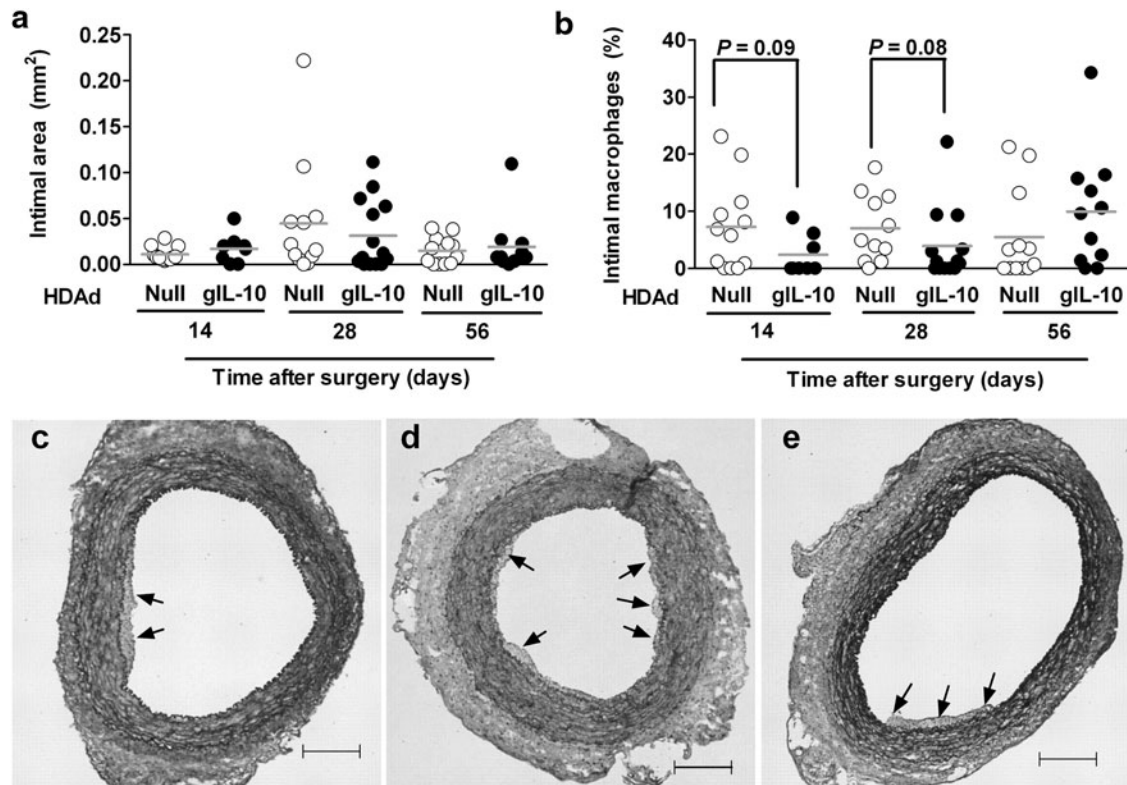 a
Intimal area (mm²)
0.25
0.20
0.15
0.10
0.05
0.00
HDAd
Null gIL-10 Null gIL-10 Null gIL-10
14 28 56
Time after surgery (days)
b
Intimal macrophages (%)
40
30
20
10
0
P = 0.09 P = 0.08
HDAd
Null gIL-10 Null gIL-10 Null gIL-10
14 28 56
Time after surgery (days)
c
d
e